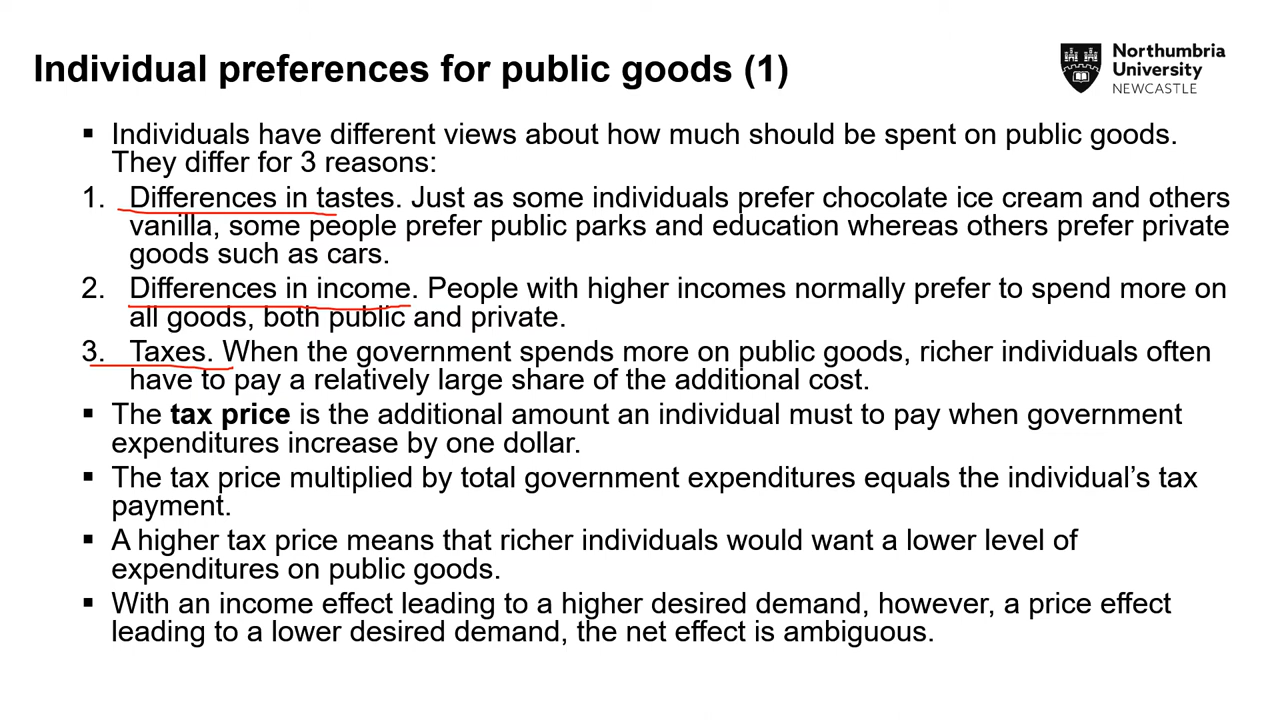 Individual preferences for public goods (1)
Northumbria
University
NEWCASTLE
▪ Individuals have different views about how much should be spent on public goods.
They differ for 3 reasons:
1. Differences in tastes. Just as some individuals prefer chocolate ice cream and others
vanilla, some people prefer public parks and education whereas others prefer private
goods such as cars.
2. Differences in income. People with higher incomes normally prefer to spend more on
all goods, both public and private.
3. Taxes. When the government spends more on public goods, richer individuals often
have to pay a relatively large share of the additional cost.
▪ The tax price is the additional amount an individual must to pay when government
expenditures increase by one dollar.
▪ The tax price multiplied by total government expenditures equals the individual’s tax
payment.
▪ A higher tax price means that richer individuals would want a lower level of
expenditures on public goods.
▪ With an income effect leading to a higher desired demand, however, a price effect
leading to a lower desired demand, the net effect is ambiguous.